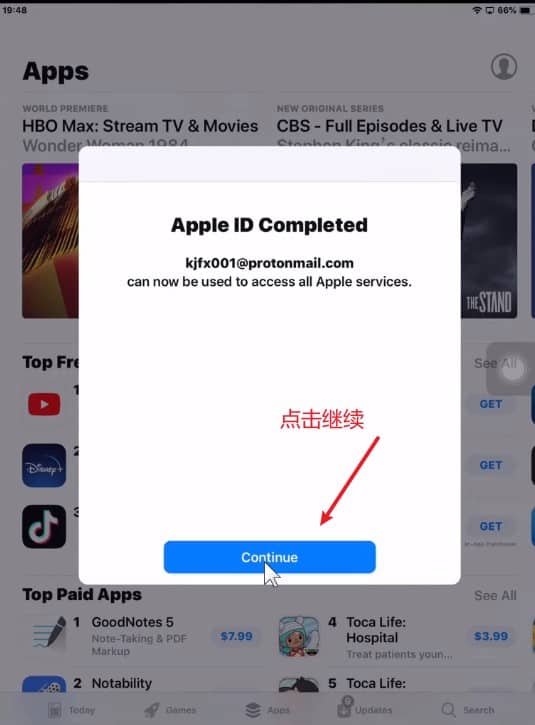 19:48
66%
Apps
WORLD PREMIERE
HBO Max: Stream TV & Movies
Wonder Woman 1984
NEW ORIGINAL SERIES
CBS - Full Episodes & Live TV
Stephen King's classic reima...
Apple ID Completed
kjfx001@protonmail.com
can now be used to access all Apple services.
THE STAND
Top Fre
See All
1
GET
Disney+
2
GET
3
GET
In-App Purchases
点击继续
Continue
Top Paid Apps
See All
1 GoodNotes 5
Note-Taking & PDF
Markup
$7.99
4 Toca Life:
Hospital
Treat patients youn...
$3.99
2 Notability
5 Toca Life:
Today
Games
Apps
Updates
Search